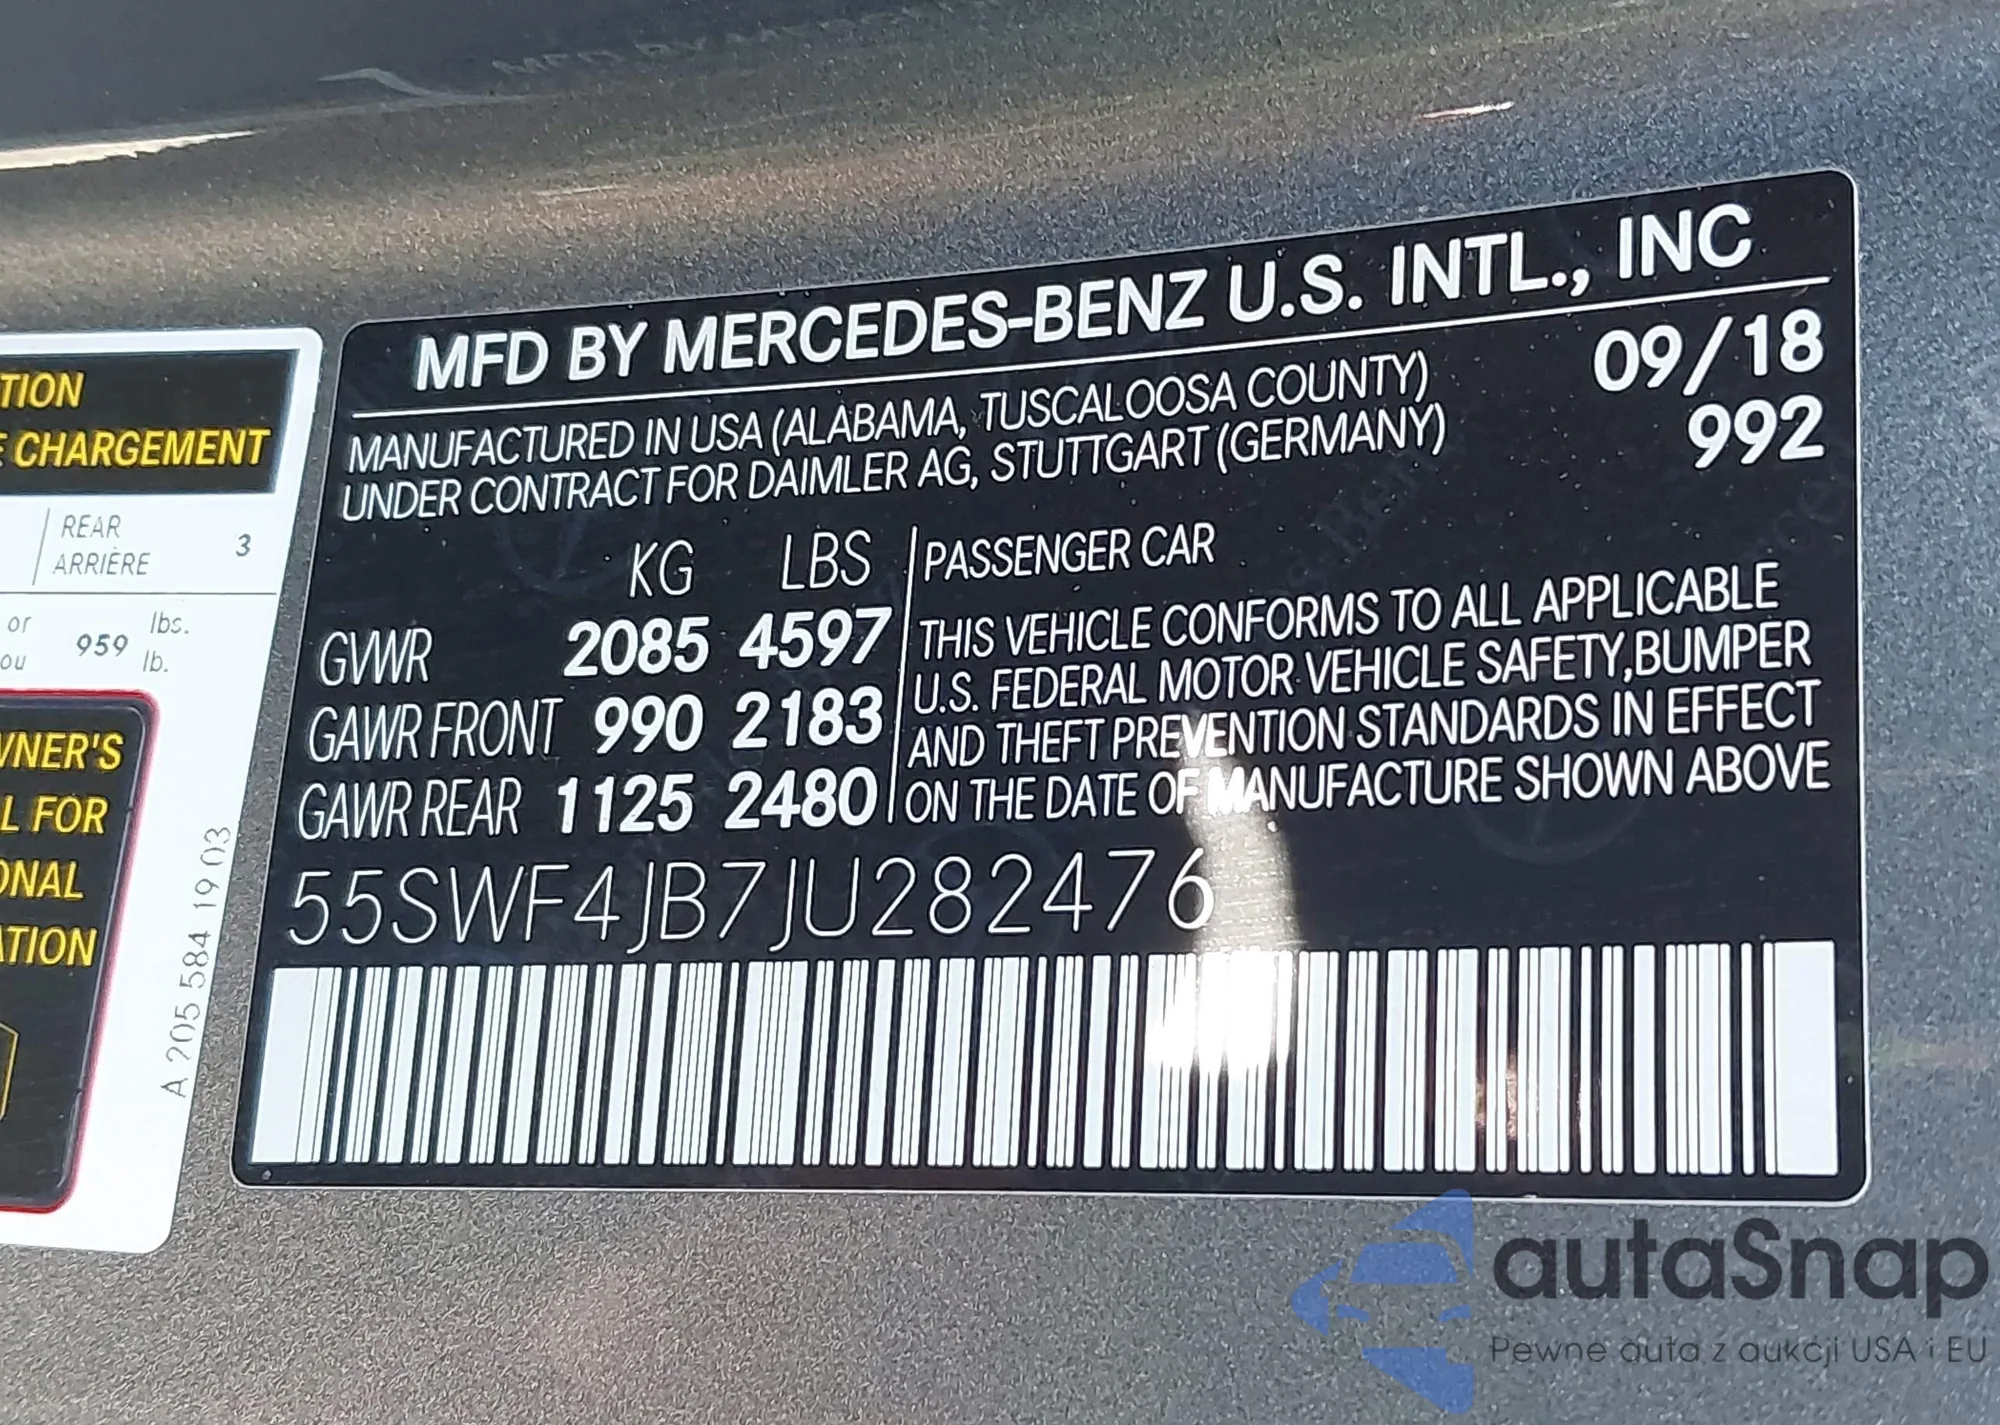 MFD BY MERCEDES-BENZ U.S. INTL., INC
MANUFACTURED IN USA (ALABAMA, TUSCALOOSA COUNTY)
UNDER CONTRACT FOR DAIMLER AG, STUTTGART (GERMANY)
09/18
992
KG LBS
GVWR 2085 4597
GAWR FRONT 990 2183
GAWR REAR 1125 2480
PASSENGER CAR
THIS VEHICLE CONFORMS TO ALL APPLICABLE
U.S. FEDERAL MOTOR VEHICLE SAFETY,BUMPER
AND THEFT PREVENTION STANDARDS IN EFFECT
ON THE DATE OF MANUFACTURE SHOWN ABOVE
55SWF4JB7JU282476
TION
E CHARGEMENT
REAR
ARRIÈRE 3
or
ou
959
lbs.
lb.
WNER'S
L FOR
ONAL
ATION
A 205 584 19 03
autaSnap
Pewne auta z aukcji USA i EU